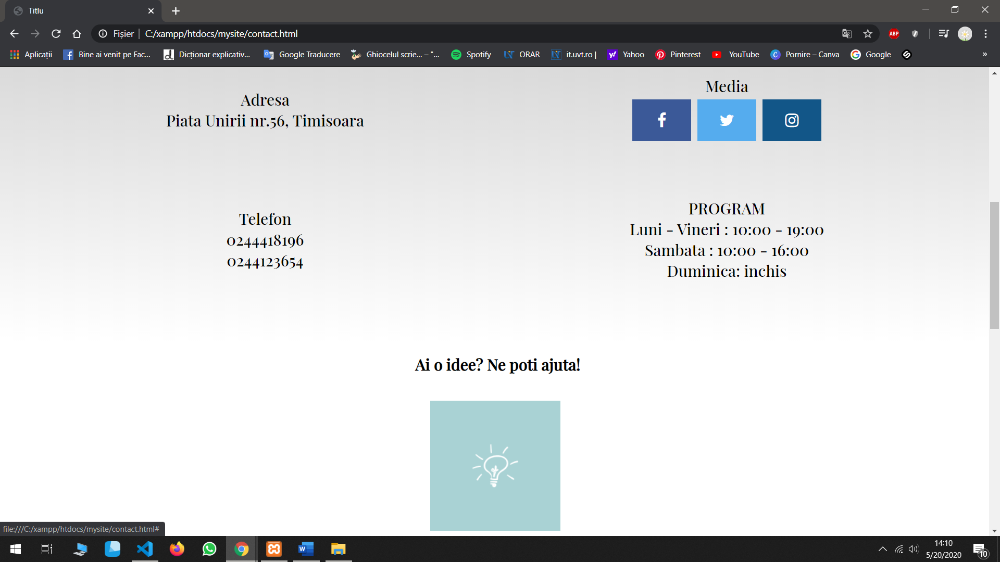 Titlu
Fișier
C:/xampp/htdocs/mysite/contact.html
ABP
Aplicații
Bine ai venit pe Fac...
Dicționar explicativ...
Google Traducere
Ghiocelul scrie... – "...
Spotify
ORAR
it.uvt.ro |
Yahoo
Pinterest
YouTube
Pornire – Canva
Google
»
Adresa
Piata Unirii nr.56, Timisoara
Media
Telefon
0244418196
0244123654
PROGRAM
Luni - Vineri : 10:00 - 19:00
Sambata : 10:00 - 16:00
Duminica: inchis
Ai o idee? Ne poti ajuta!
file:///C:/xampp/htdocs/mysite/contact.html#
14:10
5/20/2020
10